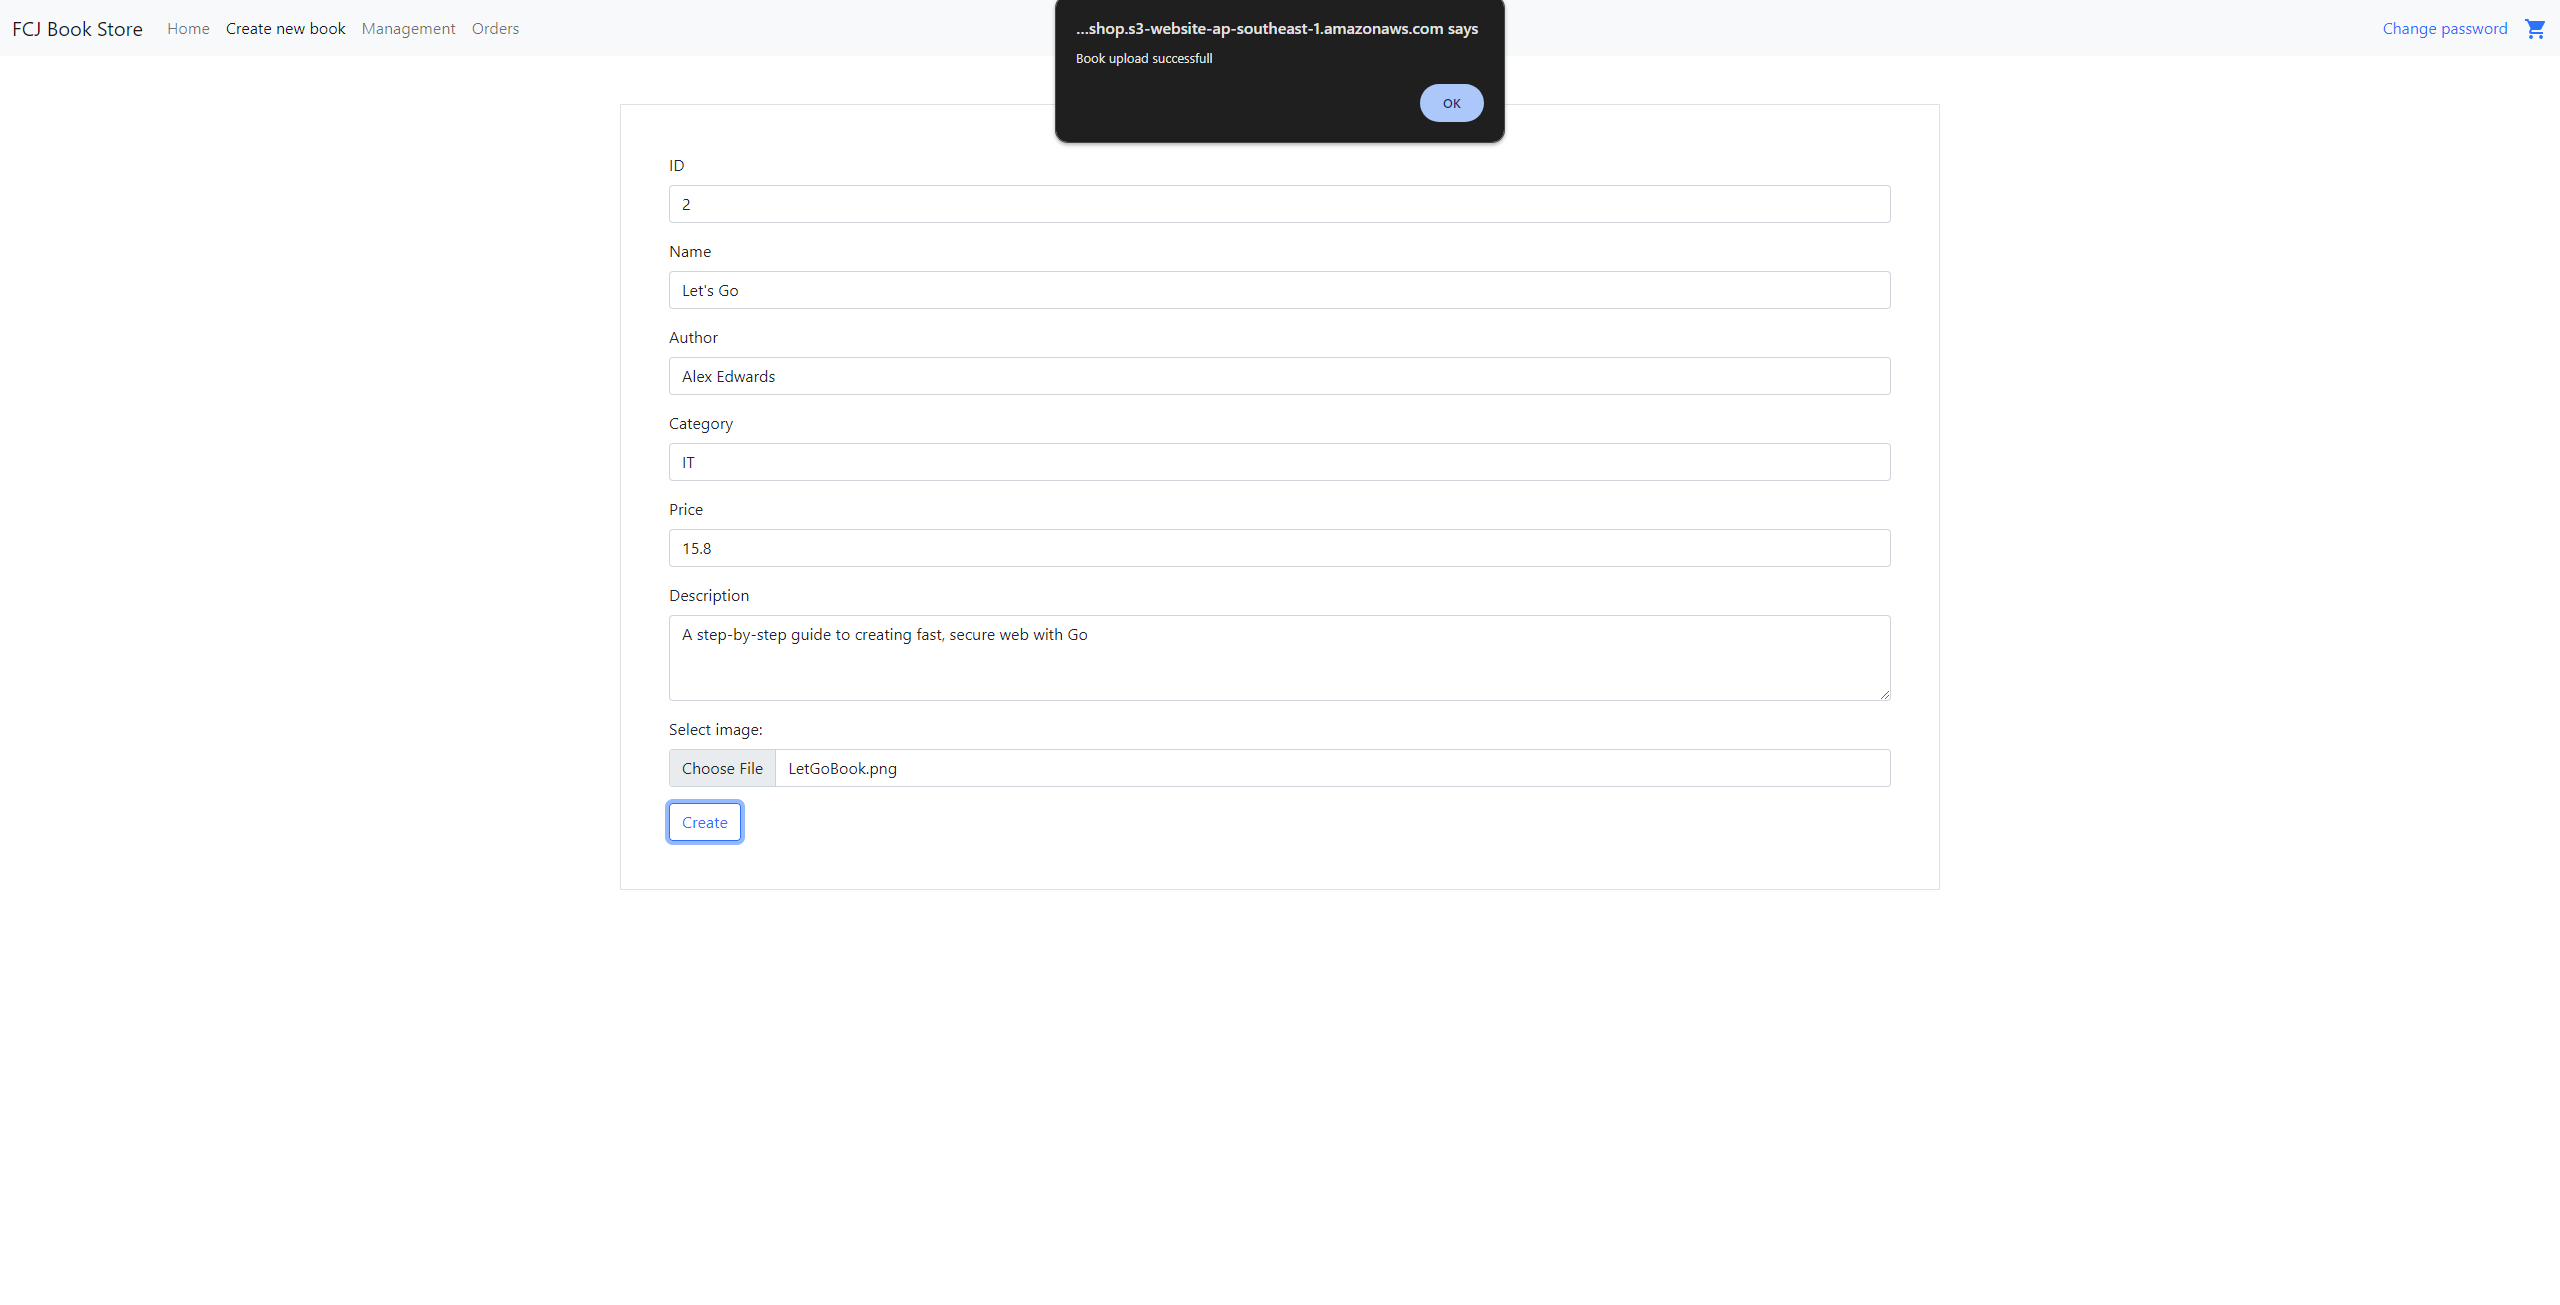 FCJ Book Store Home Create new book Management Orders Change password
...shop.s3-website-ap-southeast-1.amazonaws.com says
Book upload successfull
OK
ID
2
Name
Let's Go
Author
Alex Edwards
Category
IT
Price
15.8
Description
A step-by-step guide to creating fast, secure web with Go
Select image:
Choose File LetGoBook.png
Create